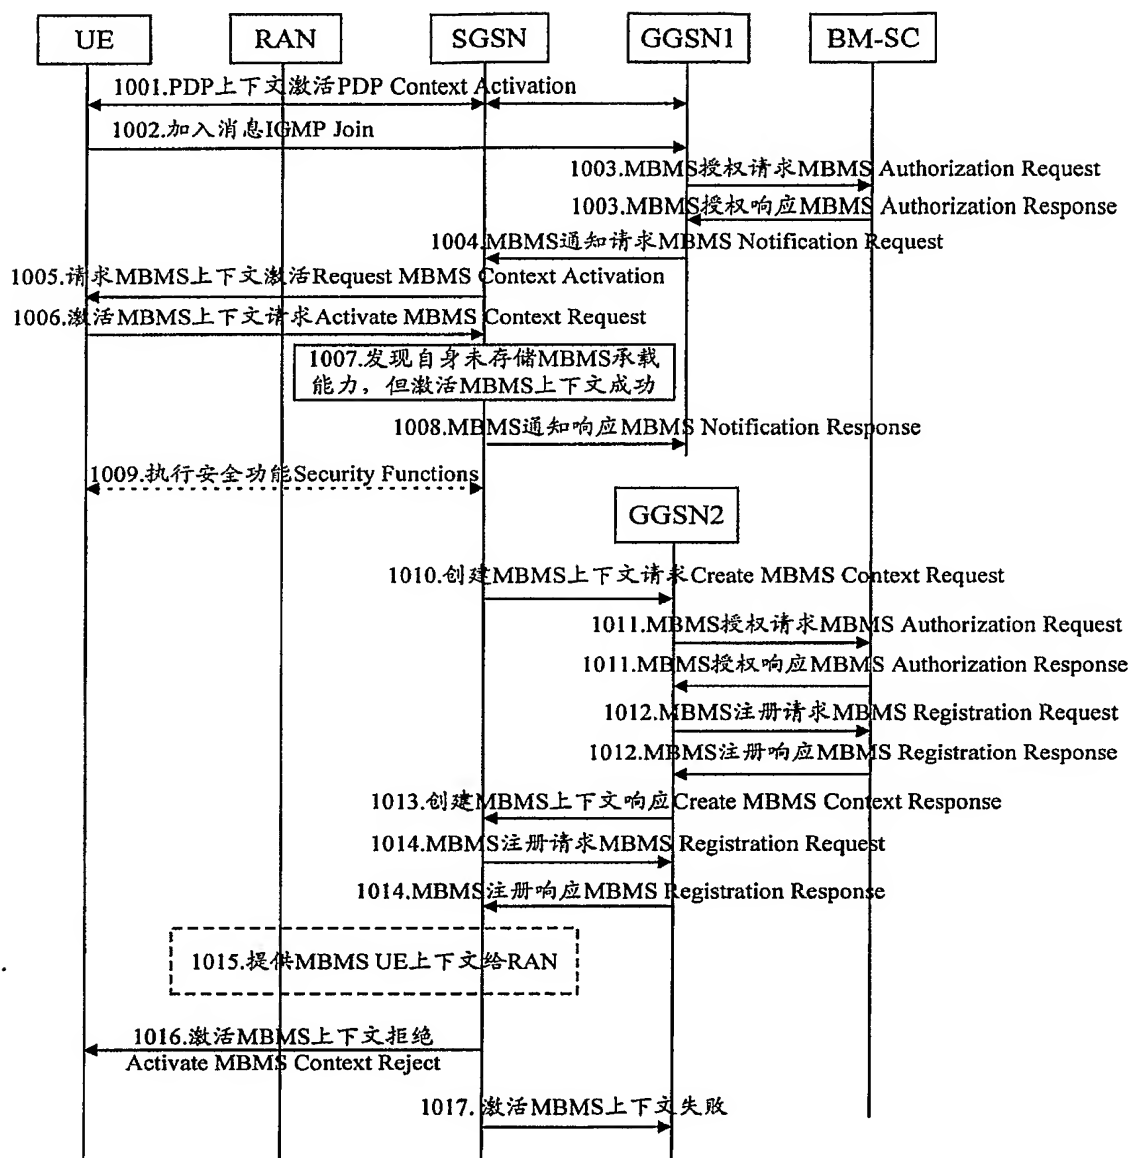 UE
RAN
SGSN
GGSN1
BM-SC
1001.PDP上下文激活PDP Context Activation
1002.加入消息IGMP Join
1003.MBMS授权请求MBMS Authorization Request
1003.MBMS授权响应MBMS Authorization Response
1004.MBMS通知请求MBMS Notification Request
1005.请求MBMS上下文激活Request MBMS Context Activation
1006.激活MBMS上下文请求Activate MBMS Context Request
1007.发现自身未存储MBMS承载
能力，但激活MBMS上下文成功
1008.MBMS通知响应MBMS Notification Response
1009.执行安全功能Security Functions
GGSN2
1010.创建MBMS上下文请求Create MBMS Context Request
1011.MBMS授权请求MBMS Authorization Request
1011.MBMS授权响应MBMS Authorization Response
1012.MBMS注册请求MBMS Registration Request
1012.MBMS注册响应MBMS Registration Response
1013.创建MBMS上下文响应Create MBMS Context Response
1014.MBMS注册请求MBMS Registration Request
1014.MBMS注册响应MBMS Registration Response
1015.提供MBMS UE上下文给RAN
1016.激活MBMS上下文拒绝
Activate MBMS Context Reject
1017. 激活MBMS上下文失败